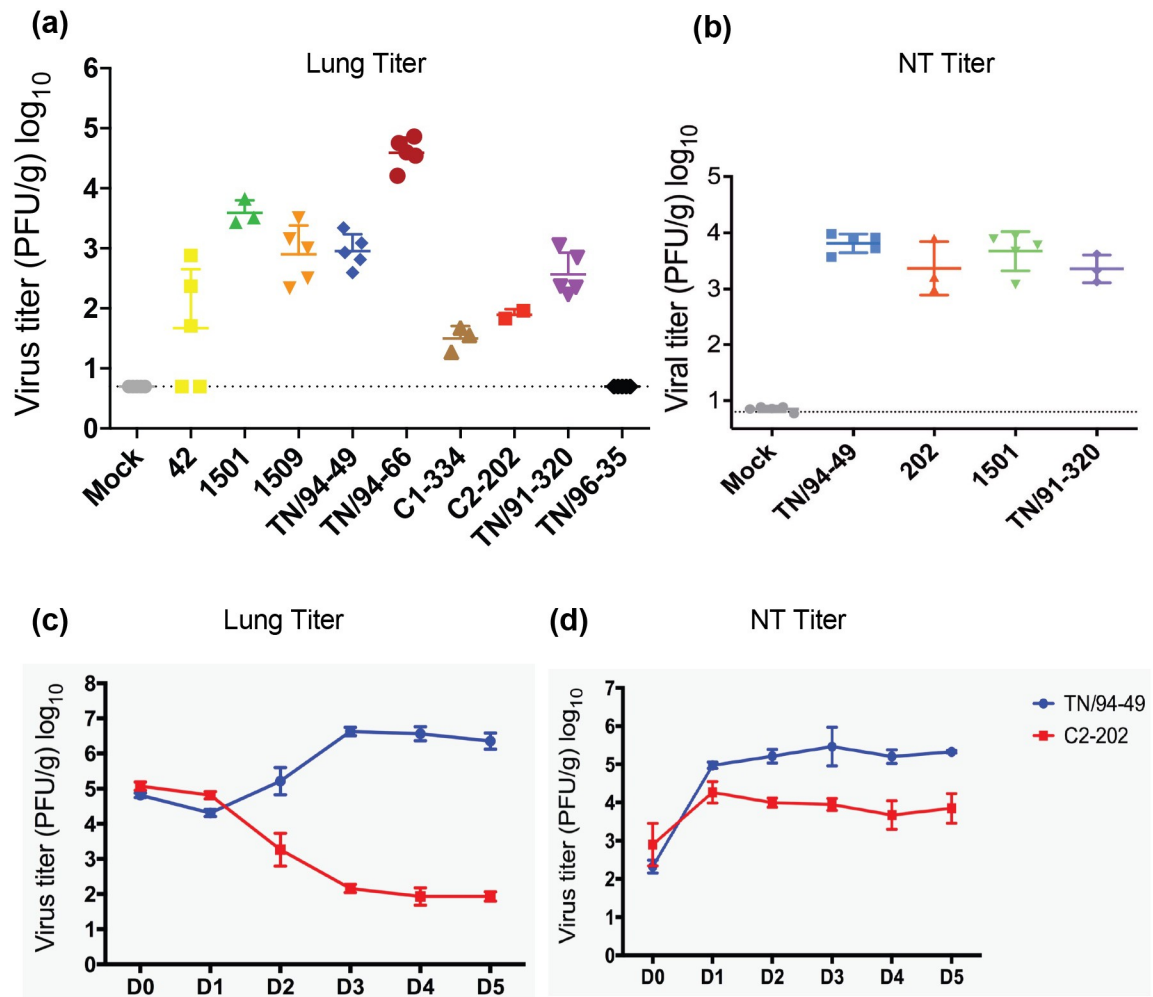 (a)
Lung Titer
Virus titer (PFU/g) log10
6
5
4
3
2
1
0
Mock
42
1501
1509
TN/94-49
TN/94-66
C1-334
C2-202
TN/91-320
TN/96-35
(b)
NT Titer
Viral titer (PFU/g) log10
5
4
3
1
Mock
TN/94-49
202
1501
TN/91-320
(c)
Lung Titer
Virus titer (PFU/g) log10
8
7
6
5
4
3
2
1
0
D0 D1 D2 D3 D4 D5
(d)
NT Titer
Virus titer (PFU/g) log10
7
6
5
4
3
2
1
0
D0 D1 D2 D3 D4 D5
TN/94-49
C2-202